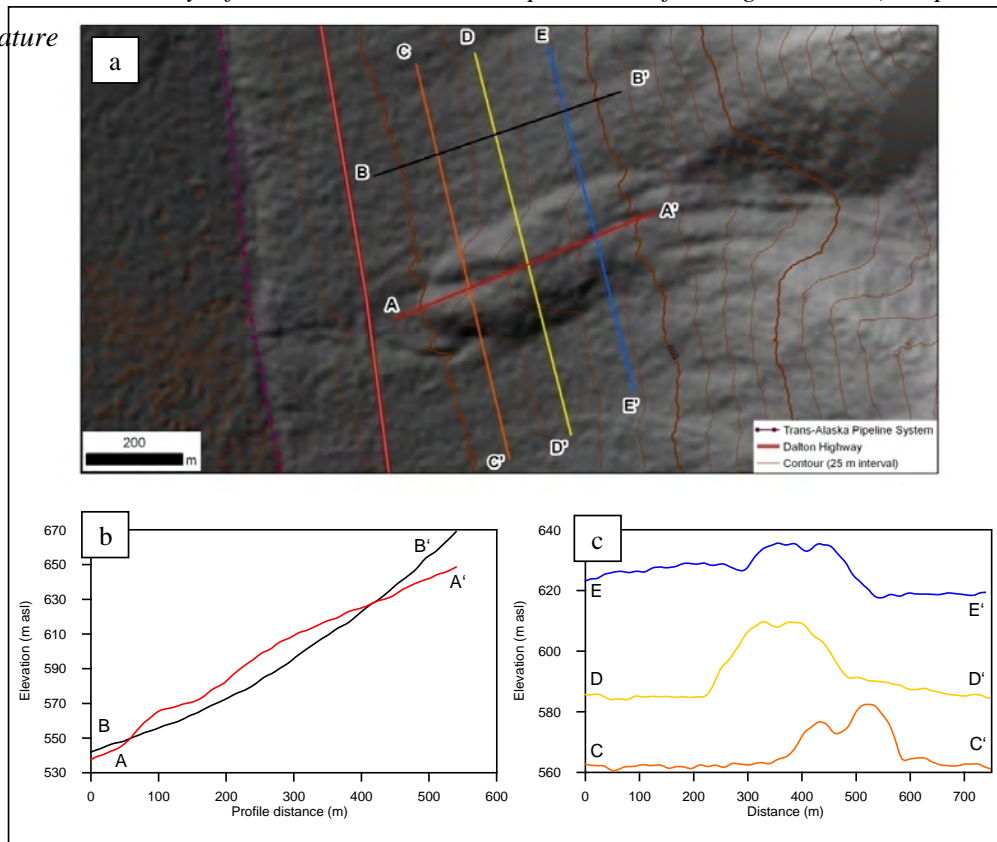 ature
a
C
D
E
B'
B
A'
A
E'
D'
C'
200
m
Trans-Alaska Pipeline System
Dalton Highway
Contour (25 m interval)
b
670
650
630
610
590
570
550
530
Elevation (m asl)
B'
A'
B
A
0 100 200 300 400 500 600
Profile distance (m)
c
640
620
600
580
560
Elevation (m asl)
E
E'
D
D'
C
C'
0 100 200 300 400 500 600 700
Distance (m)